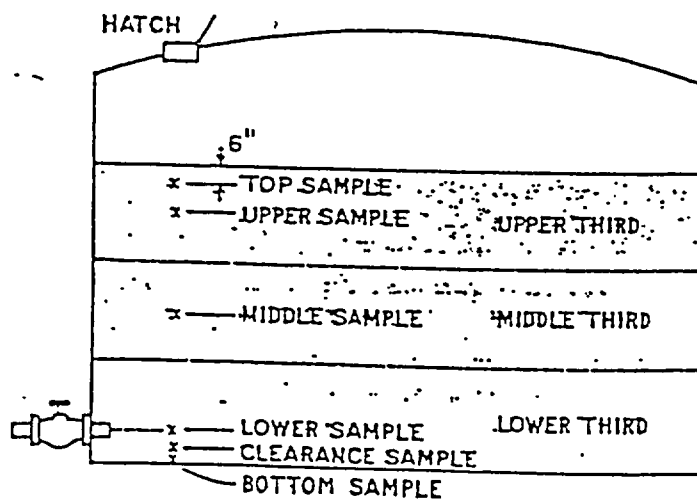 HATCH
6"
TOP SAMPLE
UPPER SAMPLE
UPPER THIRD
MIDDLE SAMPLE
MIDDLE THIRD
LOWER SAMPLE
LOWER THIRD
CLEARANCE SAMPLE
BOTTOM SAMPLE